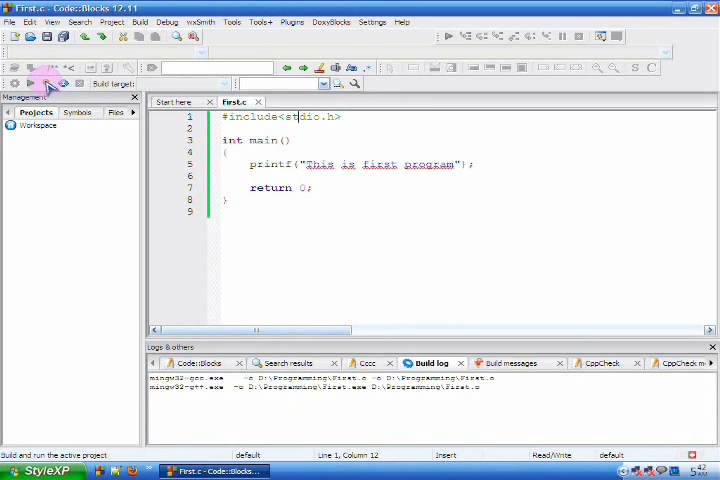 First.c - Code::Blocks 12.11
File Edit View Search Project Build Debug wxSmith Tools Tools+ Plugins DoxyBlocks Settings Help
Build target:
Management
Projects Symbols Files
Workspace
Start here First.c
1 #include<stdio.h>
2
3 int main()
4 {
5 printf("This is first program");
6
7 return 0;
8 }
9
Logs & others
Code::Blocks Search results Cccc Build log Build messages CppCheck CppCheck m
mingw32-gcc.exe -c D:\Programming\First.c -o D:\Programming\First.o
mingw32-g++.exe -o D:\Programming\First.exe D:\Programming\First.o
Build and run the active project default Line 1, Column 12 Insert Read/Write default
StyleXP First.c - Code::Blocks... 5:42 AM